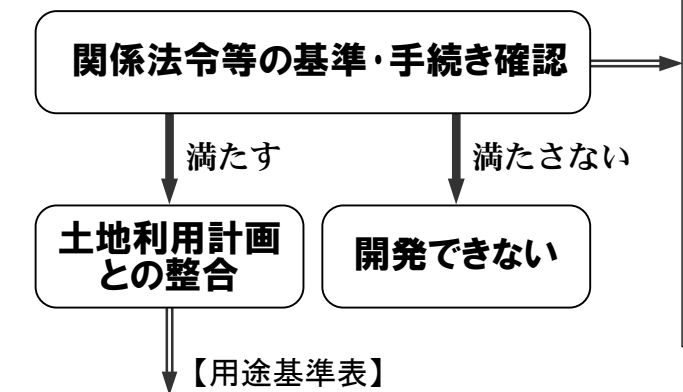 関係法令等の基準・手続き確認
満たす
満たさない
土地利用計画
との整合
開発できない
【用途基準表】